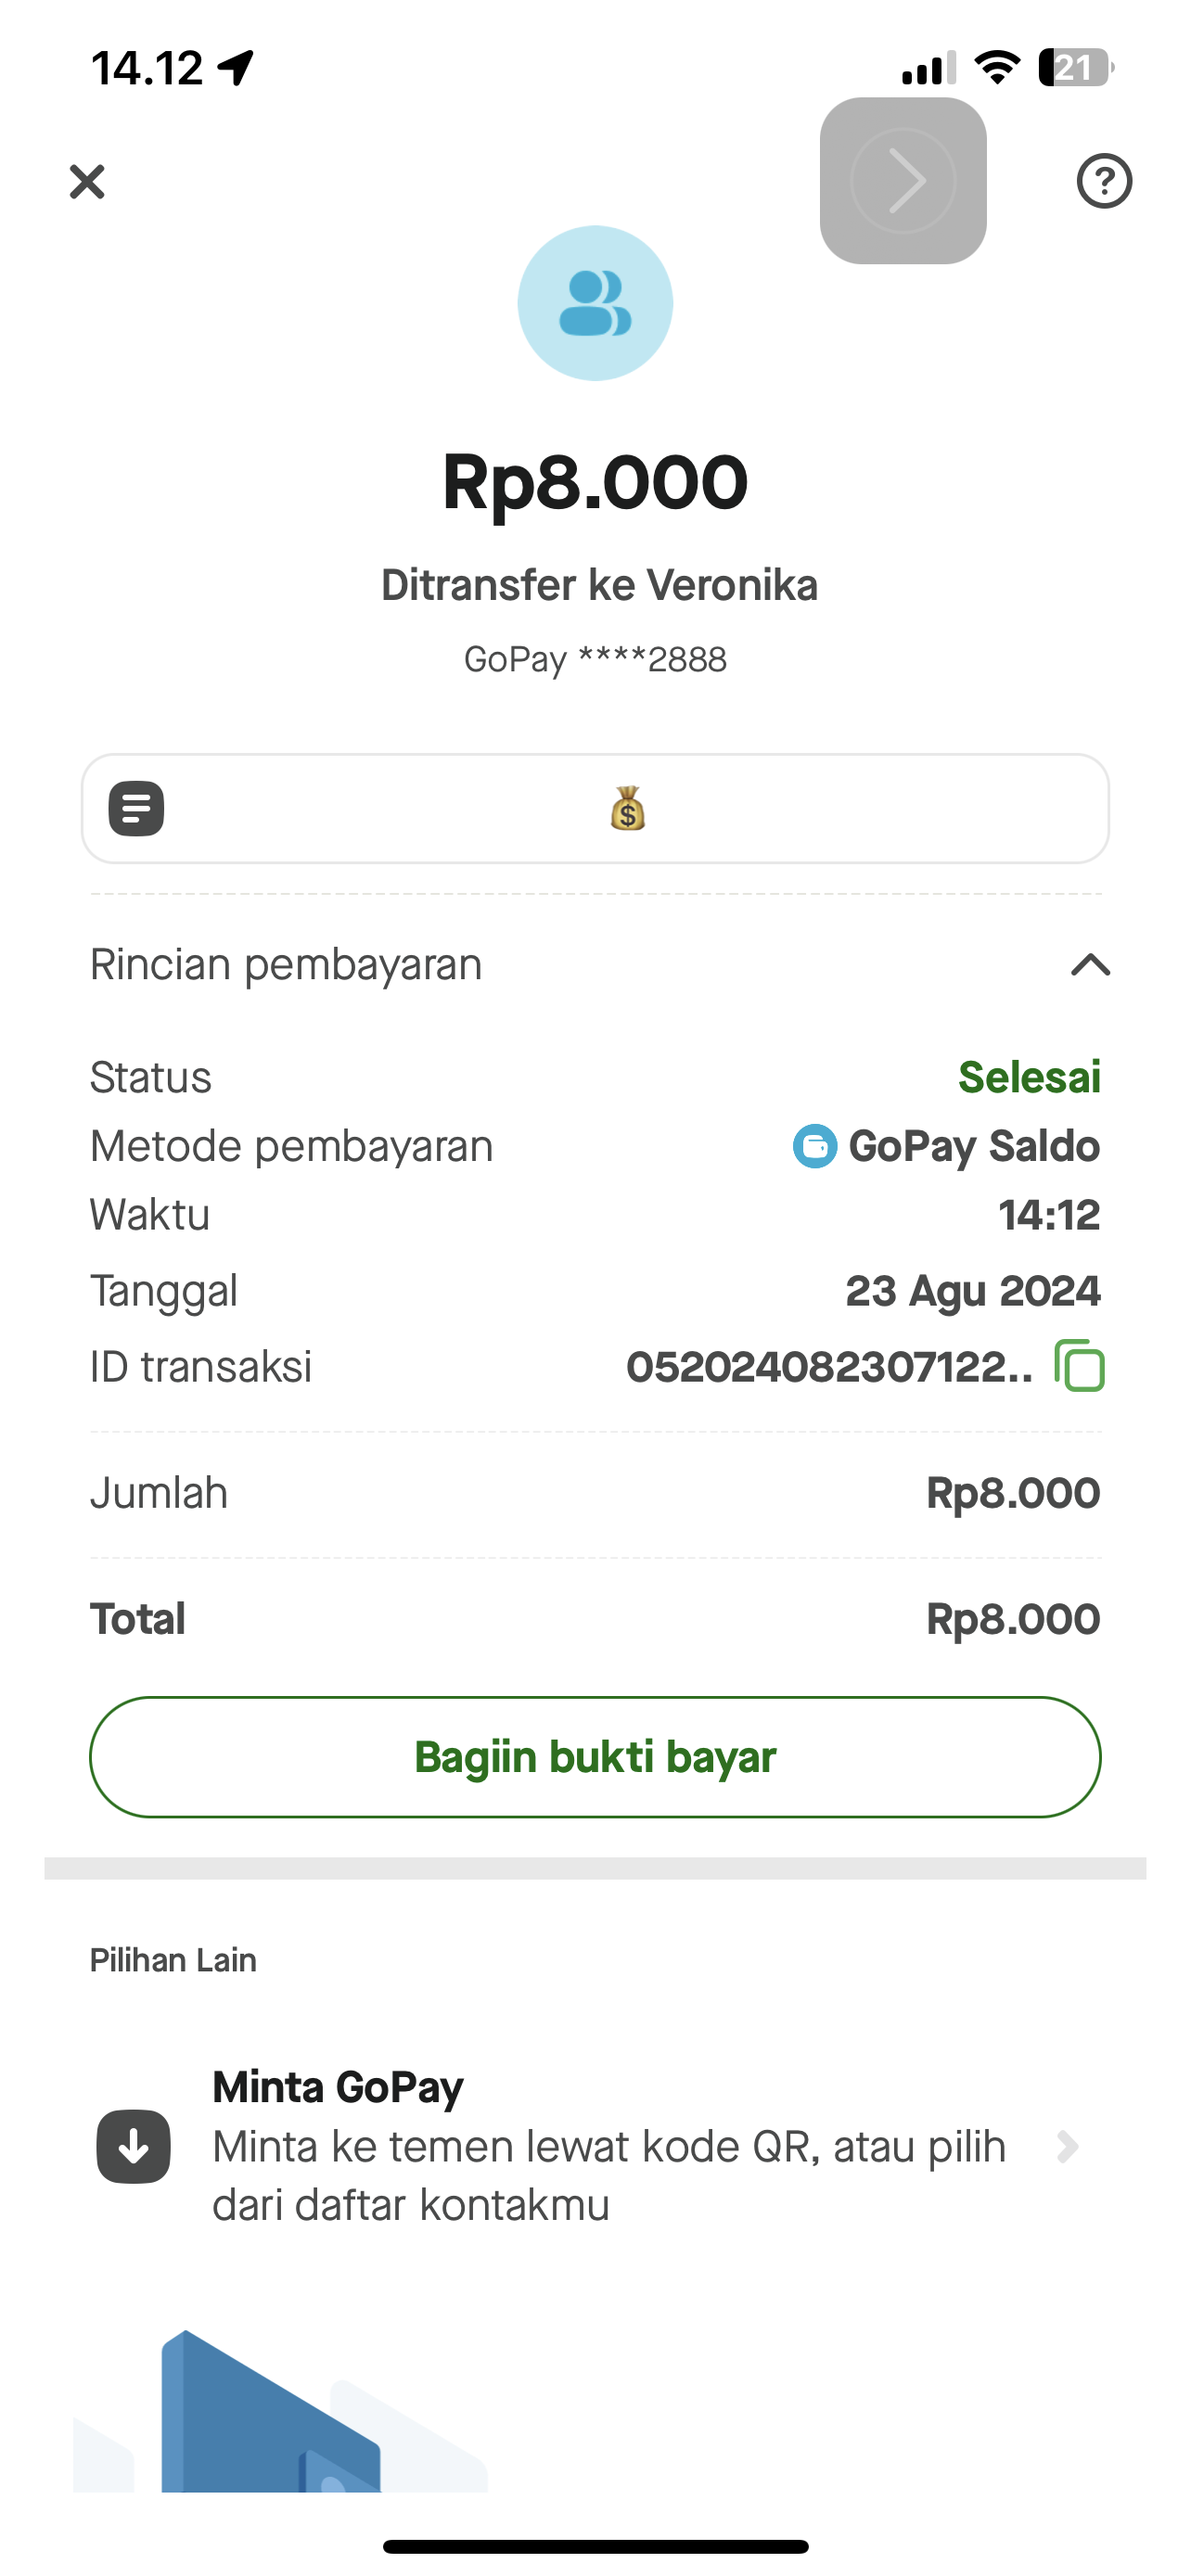 14.12
21
?
Rp8.000
Ditransfer ke Veronika
GoPay ****2888
$
Rincian pembayaran
Status Selesai
Metode pembayaran GoPay Saldo
Waktu 14:12
Tanggal 23 Agu 2024
ID transaksi 052024082307122..
Jumlah Rp8.000
Total Rp8.000
Bagiin bukti bayar
Pilihan Lain
Minta GoPay
Minta ke temen lewat kode QR, atau pilih
dari daftar kontakmu